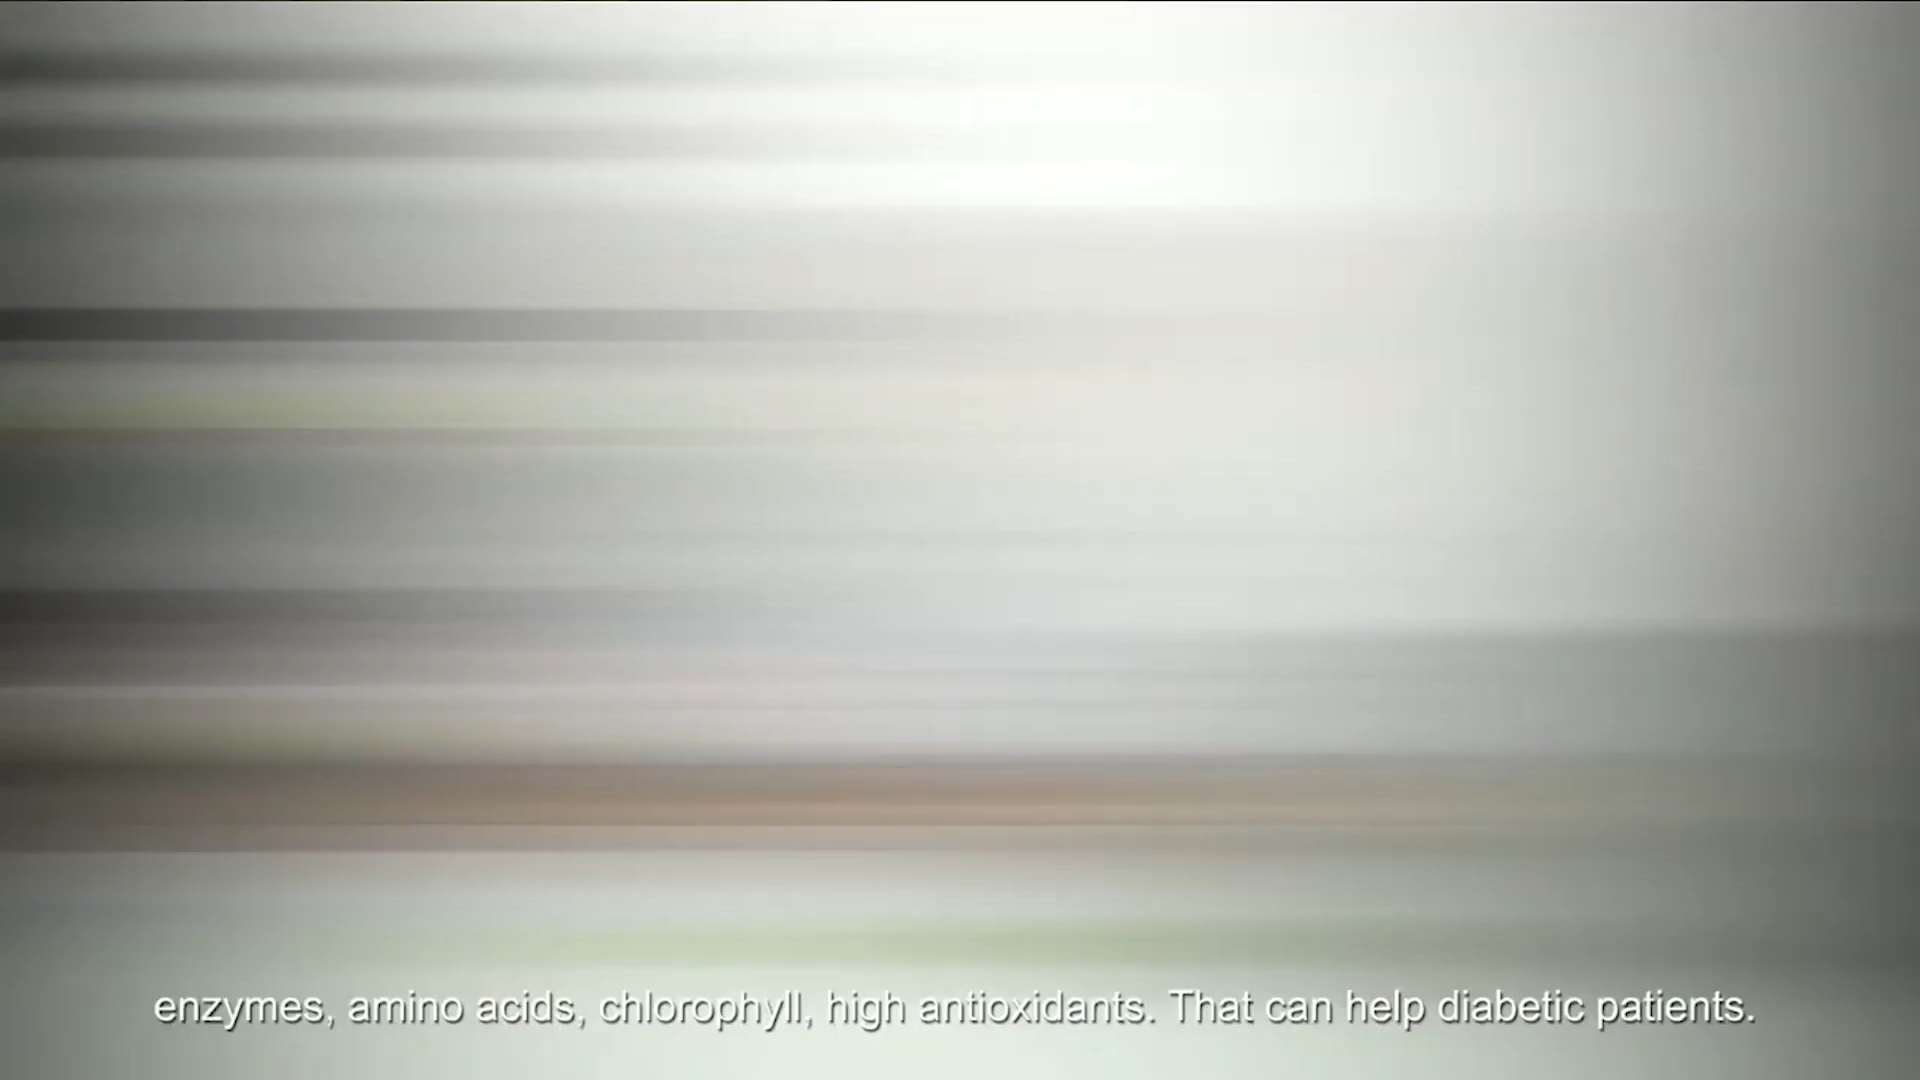 enzymes, amino acids, chlorophyll, high antioxidants. That can help diabetic patients.